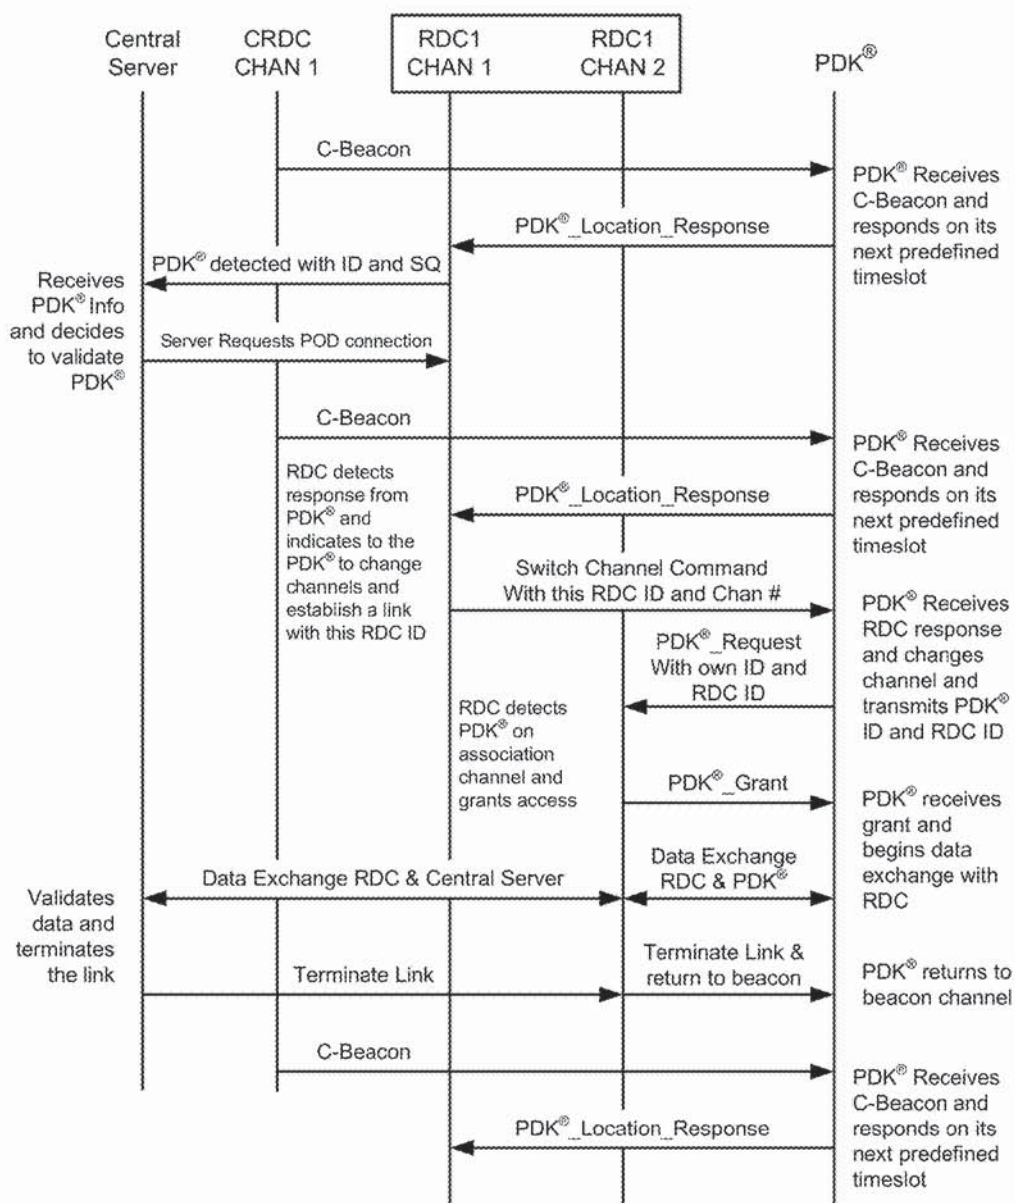 Central
Server
CRDC
CHAN 1
RDC1
CHAN 1
RDC1
CHAN 2
PDK®
C-Beacon
PDK® Receives
C-Beacon and
responds on its
next predefined
timeslot
PDK®_Location_Response
PDK® detected with ID and SQ
Receives
PDK® Info
and decides
to validate
PDK®
Server Requests POD connection
C-Beacon
PDK® Receives
C-Beacon and
responds on its
next predefined
timeslot
RDC detects
response from
PDK® and
indicates to the
PDK® to change
channels and
establish a link
with this RDC ID
PDK®_Location_Response
Switch Channel Command
With this RDC ID and Chan #
PDK® Receives
RDC response
and changes
channel and
transmits PDK®
ID and RDC ID
PDK®_Request
With own ID and
RDC ID
RDC detects
PDK® on
association
channel and
grants access
PDK®_Grant
PDK® receives
grant and
begins data
exchange with
RDC
Data Exchange RDC & Central Server
Data Exchange
RDC & PDK®
Validates
data and
terminates
the link
Terminate Link
Terminate Link &
return to beacon
PDK® returns to
beacon channel
C-Beacon
PDK® Receives
C-Beacon and
responds on its
next predefined
timeslot
PDK®_Location_Response